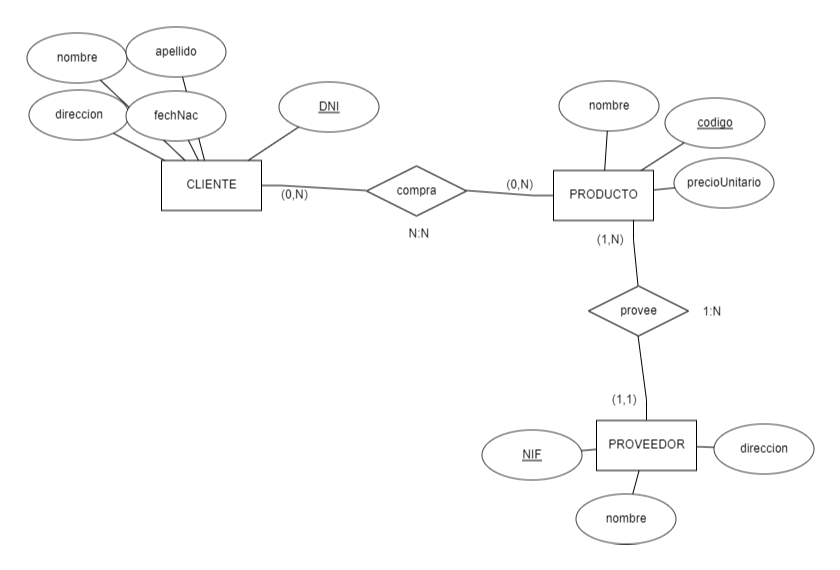 apellido
nombre
direccion
fechNac
DNI
nombre
codigo
CLIENTE
compra
(0,N)
(0,N)
N:N
PRODUCTO
precioUnitario
(1,N)
provee
1:N
(1,1)
PROVEEDOR
NIF
direccion
nombre